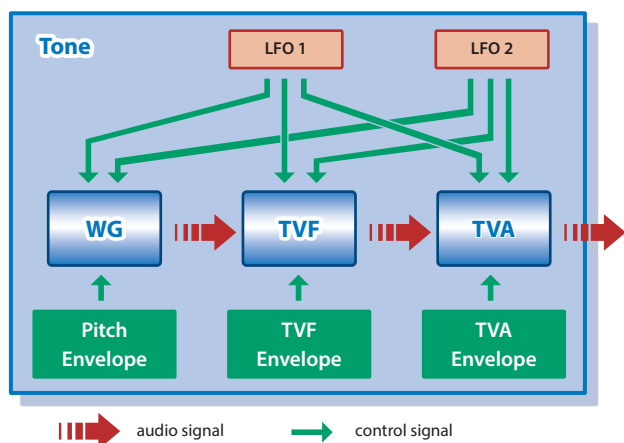 Tone
LFO 1
LFO 2
WG
TVF
TVA
Pitch
Envelope
TVF
Envelope
TVA
Envelope
audio signal
control signal